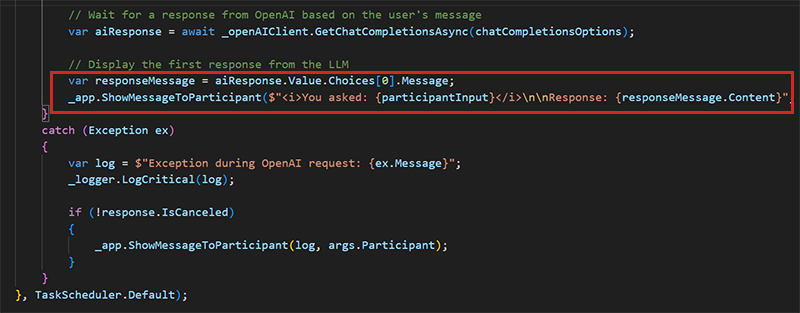 // Wait for a response from OpenAI based on the user's message
var aiResponse = await _openAIClient.GetChatCompletionsAsync(chatCompletionsOptions);
// Display the first response from the LLM
var responseMessage = aiResponse.Value.Choices[0].Message;
_app.ShowMessageToParticipant($"<i>You asked: {participantInput}</i>\n\nResponse: {responseMessage.Content}",
}
catch (Exception ex)
{
var log = $"Exception during OpenAI request: {ex.Message}";
_logger.LogCritical(log);
if (!response.IsCanceled)
{
_app.ShowMessageToParticipant(log, args.Participant);
}
}
}, TaskScheduler.Default);